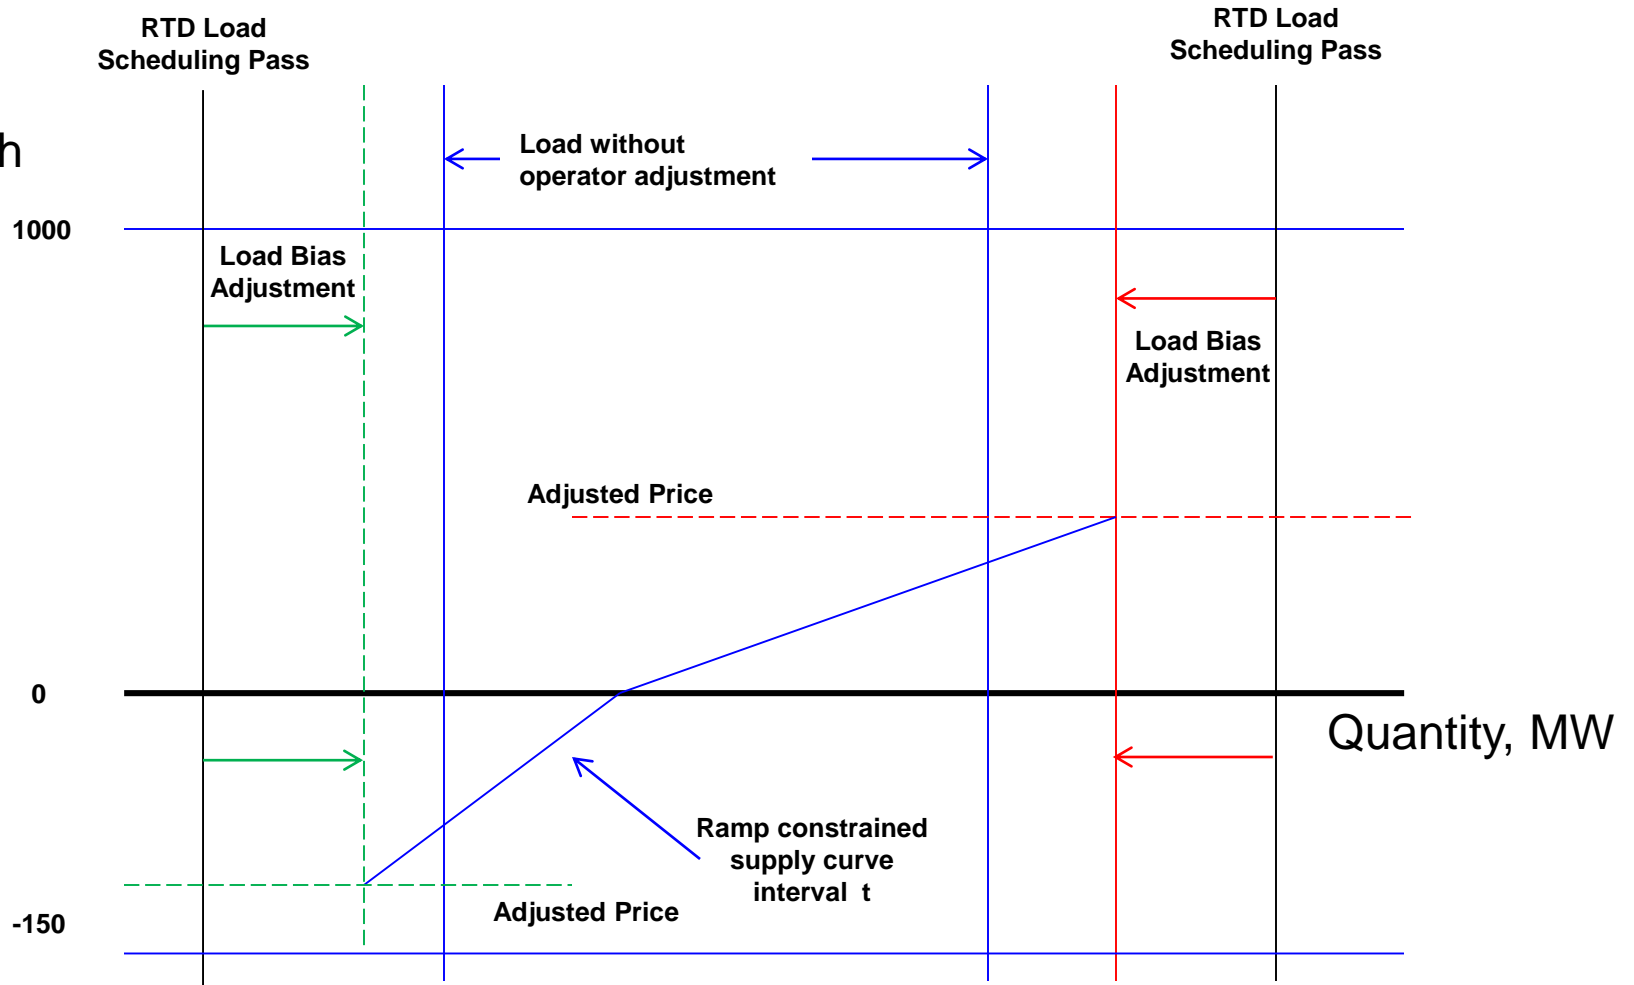 RTD Load
Scheduling Pass
RTD Load
Scheduling Pass
h
Load without
operator adjustment
1000
Load Bias
Adjustment
Load Bias
Adjustment
Adjusted Price
0
Quantity, MW
Ramp constrained
supply curve
interval t
Adjusted Price
-150